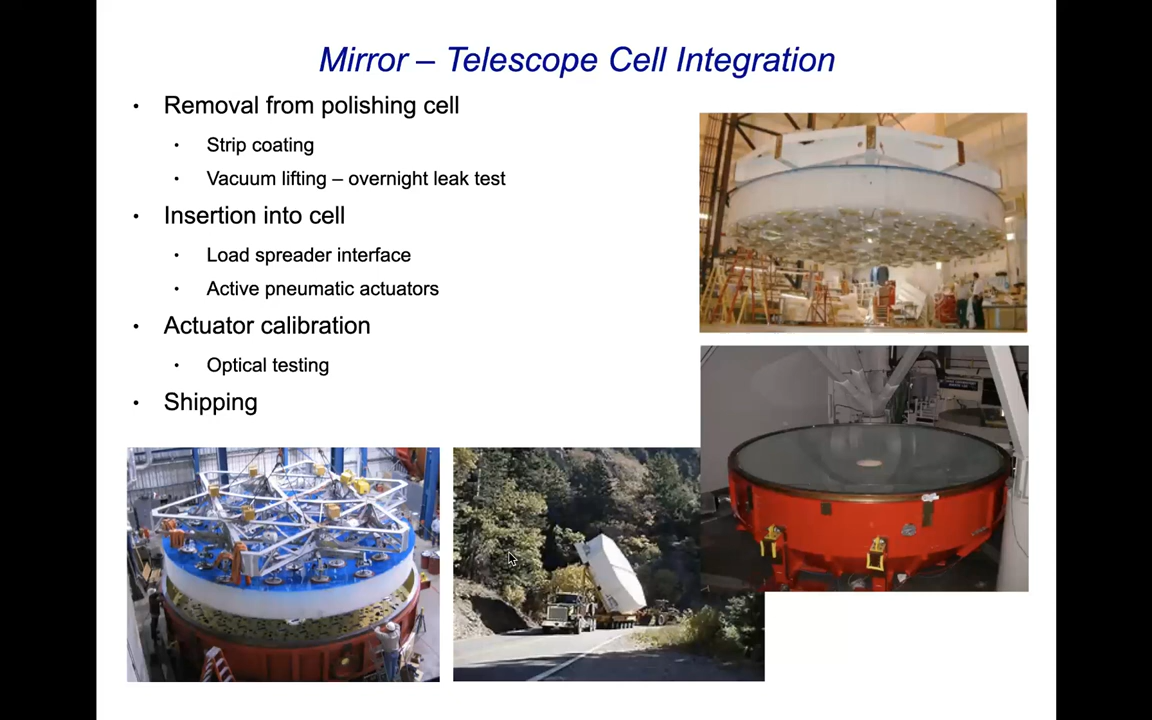 Mirror – Telescope Cell Integration
• Removal from polishing cell
• Strip coating
• Vacuum lifting – overnight leak test
• Insertion into cell
• Load spreader interface
• Active pneumatic actuators
• Actuator calibration
• Optical testing
• Shipping